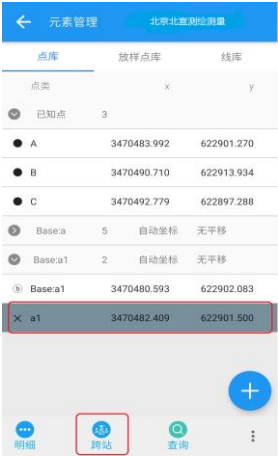 元素管理 北京北宜测绘测量
点库 放样点库 线库
点类 x y
已知点 3
A 3470483.992 622901.270
B 3470490.710 622913.934
C 3470492.779 622897.288
Base:a 5 自动坐标 无平移
Base:a1 2 自动坐标 无平移
Base:a1 3470480.593 622902.083
a1 3470482.409 622901.500
明细 跨站 查询